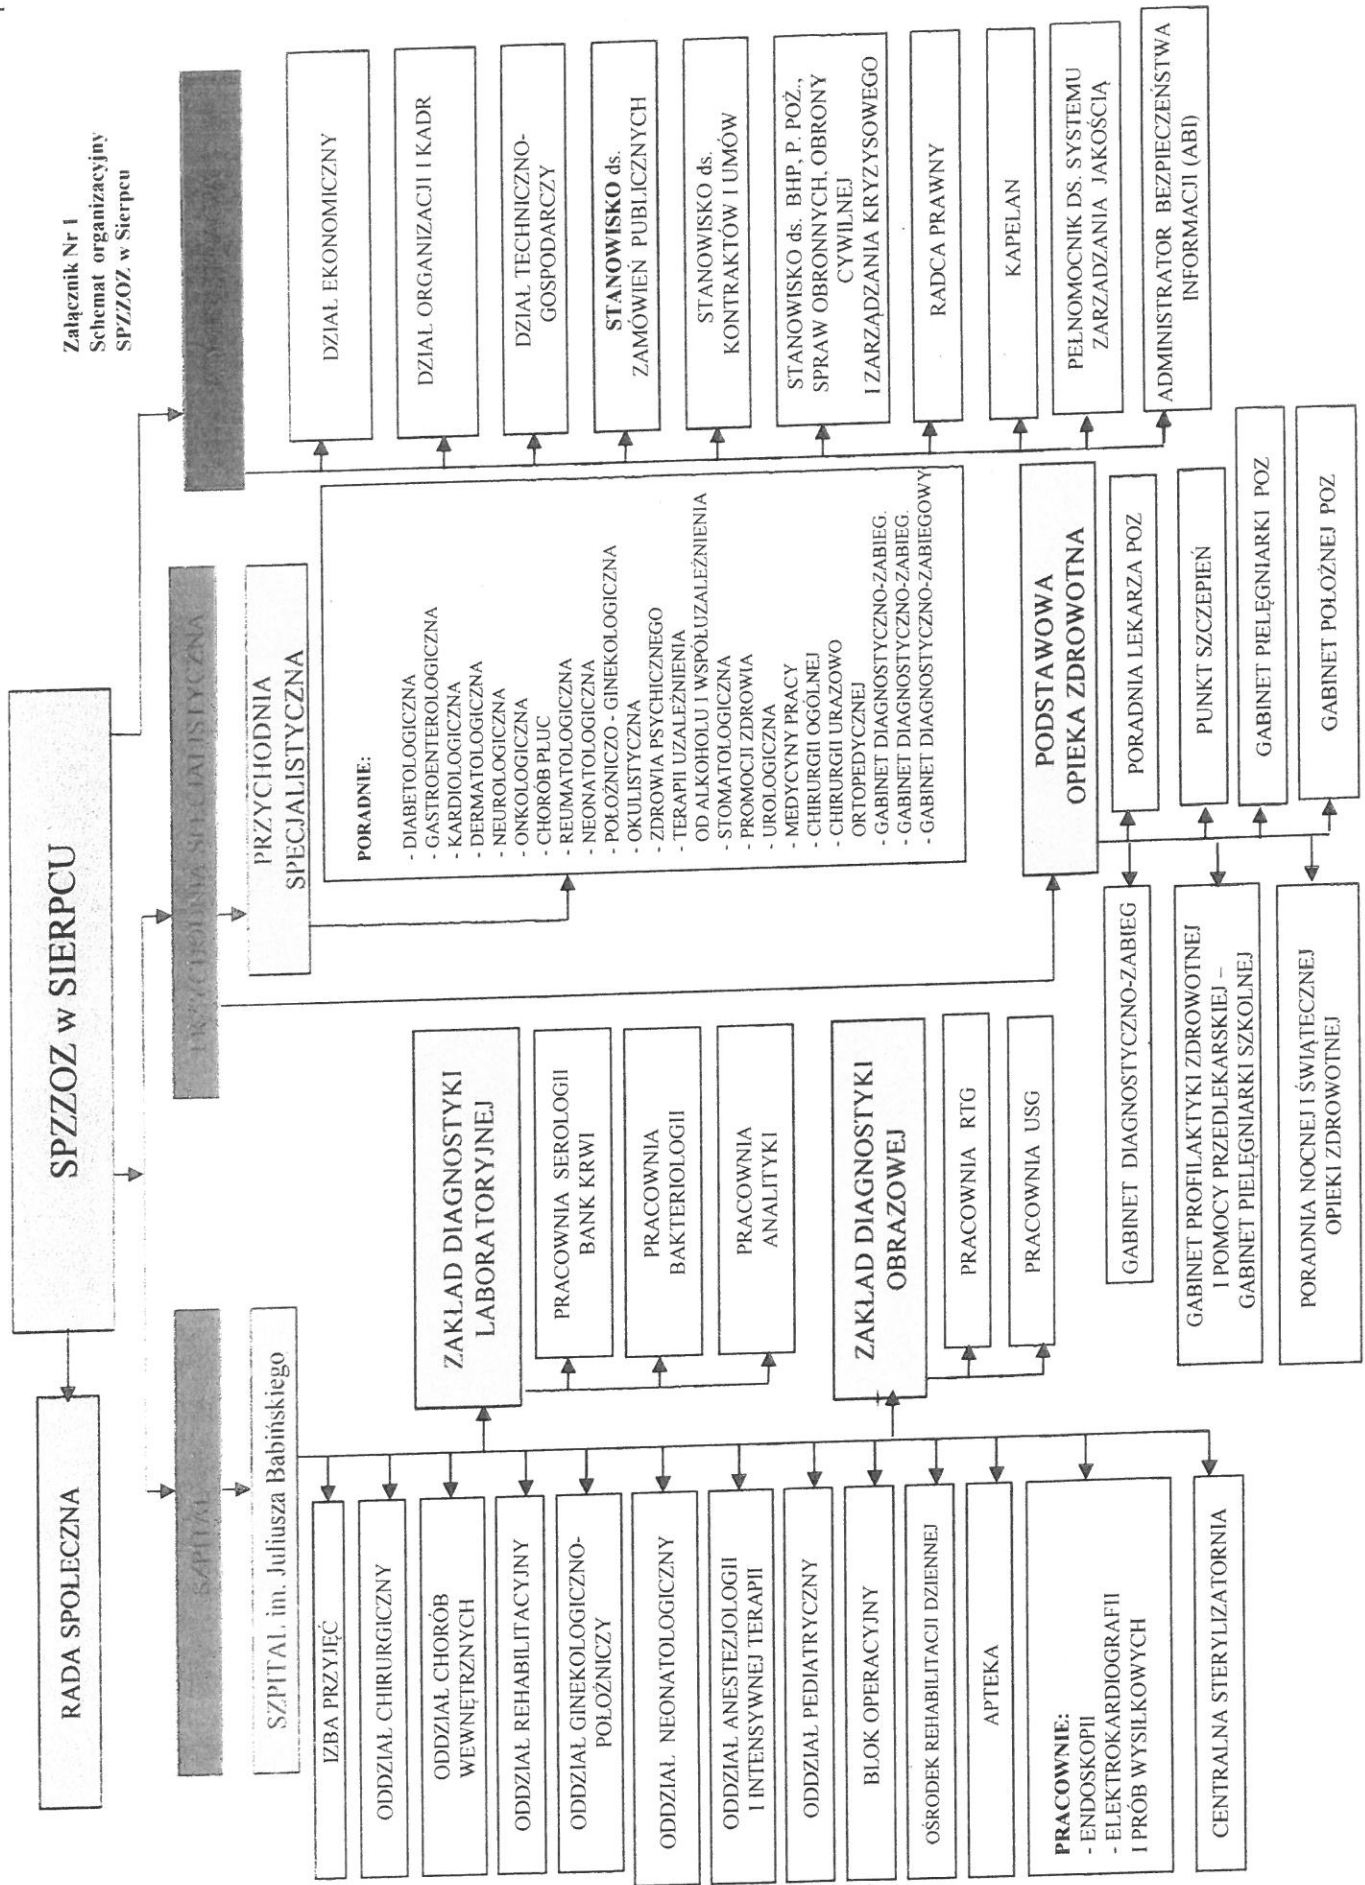 Załącznik Nr 1
Schemat organizacyjny
SPZZOZ w Sierpcu
SPZZOZ w SIERPCU
RADA SPOŁECZNA
SZPITAL
SZPITAL im. Juliusza Babińskiego
IZBA PRZYJĘĆ
ODDZIAŁ CHIRURGICZNY
ODDZIAŁ CHORÓB
WEWNĘTRZNYCH
ODDZIAŁ REHABILITACYJNY
ODDZIAŁ GINEKOLOGICZNO-
POŁOŻNICZY
ODDZIAŁ NEONATOLOGICZNY
ODDZIAŁ ANESTEZJOLOGII
I INTENSYWNEJ TERAPII
ODDZIAŁ PEDIATRYCZNY
BLOK OPERACYJNY
OŚRODEK REHABILITACJI DZIENNEJ
APTEKA
PRACOWNIE:
- ENDOSKOPII
- ELEKTROKARDIOGRAFII
I PRÓB WYSIŁKOWYCH
CENTRALNA STERYLIZATORNIA
ZAKŁAD DIAGNOSTYKI
LABORATORYJNEJ
PRACOWNIA SEROLOGII
BANK KRWI
PRACOWNIA
BAKTERIOLOGII
PRACOWNIA
ANALITYKI
ZAKŁAD DIAGNOSTYKI
OBRAZOWEJ
PRACOWNIA RTG
PRACOWNIA USG
PRZYCHODNIA SPECJALISTYCZNA
PRZYCHODNIA
SPECJALISTYCZNA
PORADNIE:
- DIABETOLOGICZNA
- GASTROENTEROLOGICZNA
- KARDIOLOGICZNA
- DERMATOLOGICZNA
- NEUROLOGICZNA
- ONKOLOGICZNA
- CHORÓB PŁUC
- REUMATOLOGICZNA
- NEONATOLOGICZNA
- POŁOŻNICZO - GINEKOLOGICZNA
- OKULISTYCZNA
- ZDROWIA PSYCHICZNEGO
- TERAPII UZALEŻNIENIA
OD ALKOHOLU I WSPÓŁUZALEŻNIENIA
- STOMATOLOGICZNA
- PROMOCJI ZDROWIA
- UROLOGICZNA
- MEDYCYNY PRACY
- CHIRURGII OGÓLNEJ
- CHIRURGII URAZOWO
ORTOPEDYCZNEJ
- GABINET DIAGNOSTYCZNO-ZABIEG.
- GABINET DIAGNOSTYCZNO-ZABIEG.
- GABINET DIAGNOSTYCZNO-ZABIEGOWY
PODSTAWOWA
OPIEKA ZDROWOTNA
PORADNIA LEKARZA POZ
PUNKT SZCZEPIEŃ
GABINET PIELĘGNIARKI POZ
GABINET POŁOŻNEJ POZ
GABINET DIAGNOSTYCZNO-ZABIEG
GABINET PROFILAKTYKI ZDROWOTNEJ
I POMOCY PRZEDLEKARSKIEJ –
GABINET PIELĘGNIARKI SZKOLNEJ
PORADNIA NOCNEJ I ŚWIĄTECZNEJ
OPIEKI ZDROWOTNEJ
DZIAŁ EKONOMICZNY
DZIAŁ ORGANIZACJI I KADR
DZIAŁ TECHNICZNO-
GOSPODARCZY
STANOWISKO ds.
ZAMÓWIEŃ PUBLICZNYCH
STANOWISKO ds.
KONTRAKTÓW I UMÓW
STANOWISKO ds. BHP, P. POŻ.,
SPRAW OBRONNYCH, OBRONY
CYWILNEJ
I ZARZĄDZANIA KRYZYSOWEGO
RADCA PRAWNY
KAPELAN
PEŁNOMOCNIK DS. SYSTEMU
ZARZADZANIA JAKOŚCIĄ
ADMINISTRATOR BEZPIECZEŃSTWA
INFORMACJI (ABI)